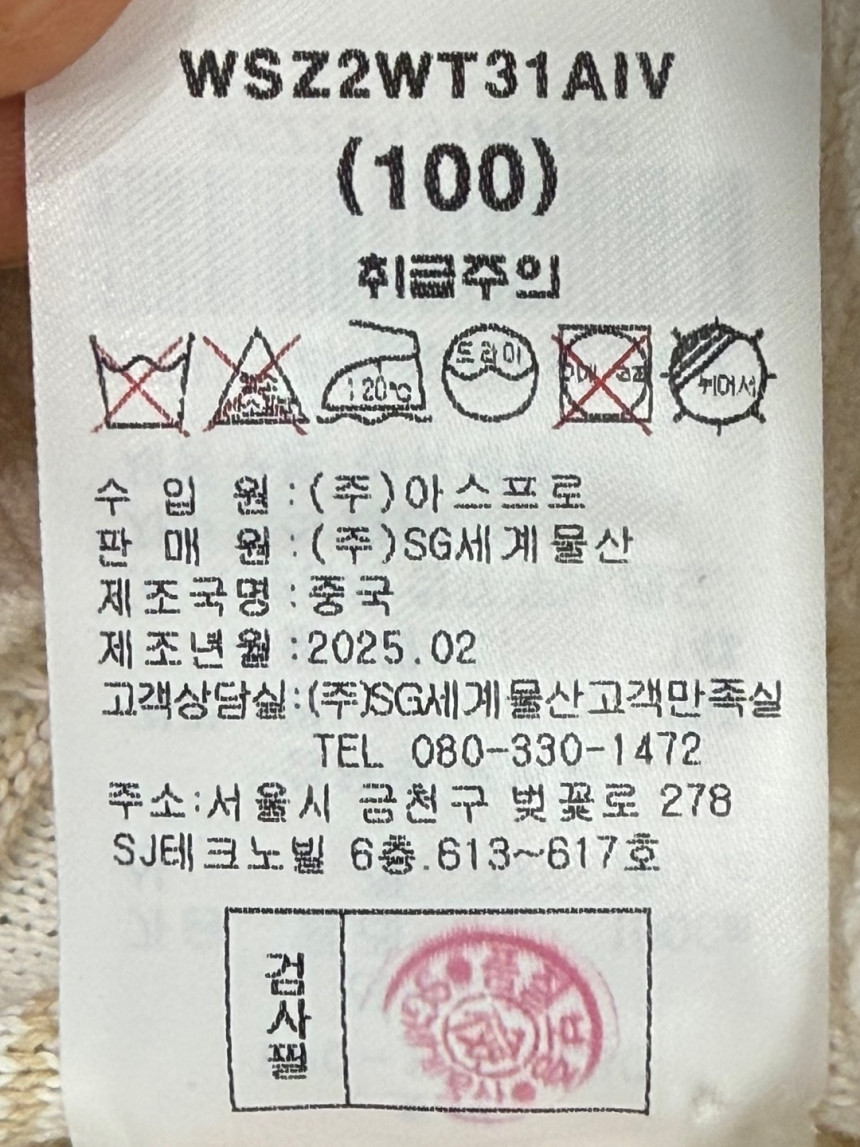 WSZ2WT31AIV
(100)
취급주의
120℃
드라이
뉘어서
수 입 원:(주)아스프로
판 매 원:(주)SG세계물산
제조국명:중국
제조년월:2025.02
고객상담실:(주)SG세계물산고객만족실
TEL 080-330-1472
주소:서울시 금천구 벚꽃로 278
SJ테크노빌 6층.613~617호
검사필